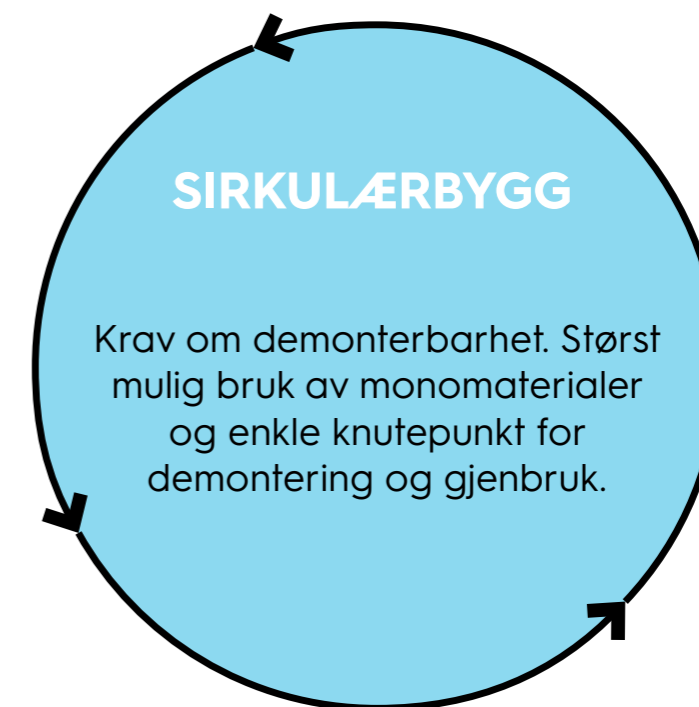 SIRKULÆRBYGG
Krav om demonterbarhet. Størst
mulig bruk av monomaterialer
og enkle knutepunkt for
demontering og gjenbruk.